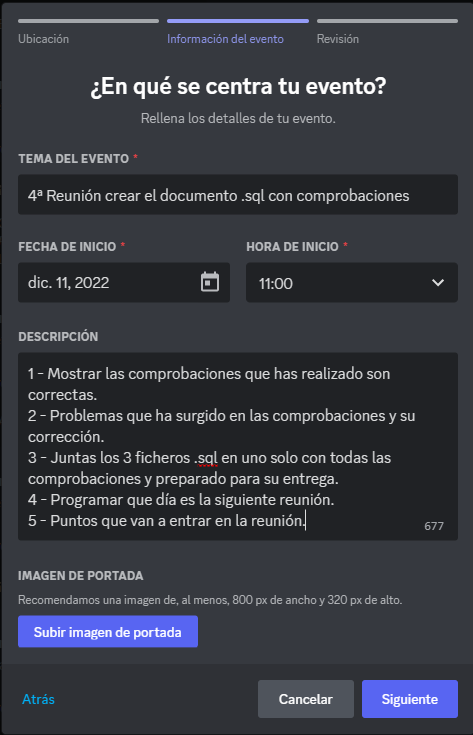 Ubicación
Información del evento
Revisión
¿En qué se centra tu evento?
Rellena los detalles de tu evento.
TEMA DEL EVENTO *
4ª Reunión crear el documento .sql con comprobaciones
FECHA DE INICIO *
HORA DE INICIO *
dic. 11, 2022
11:00
DESCRIPCIÓN
1 - Mostrar las comprobaciones que has realizado son
correctas.
2 - Problemas que ha surgido en las comprobaciones y su
corrección.
3 - Juntas los 3 ficheros .sql en uno solo con todas las
comprobaciones y preparado para su entrega.
4 - Programar que día es la siguiente reunión.
5 - Puntos que van a entrar en la reunión.
677
IMAGEN DE PORTADA
Recomendamos una imagen de, al menos, 800 px de ancho y 320 px de alto.
Subir imagen de portada
Atrás
Cancelar
Siguiente